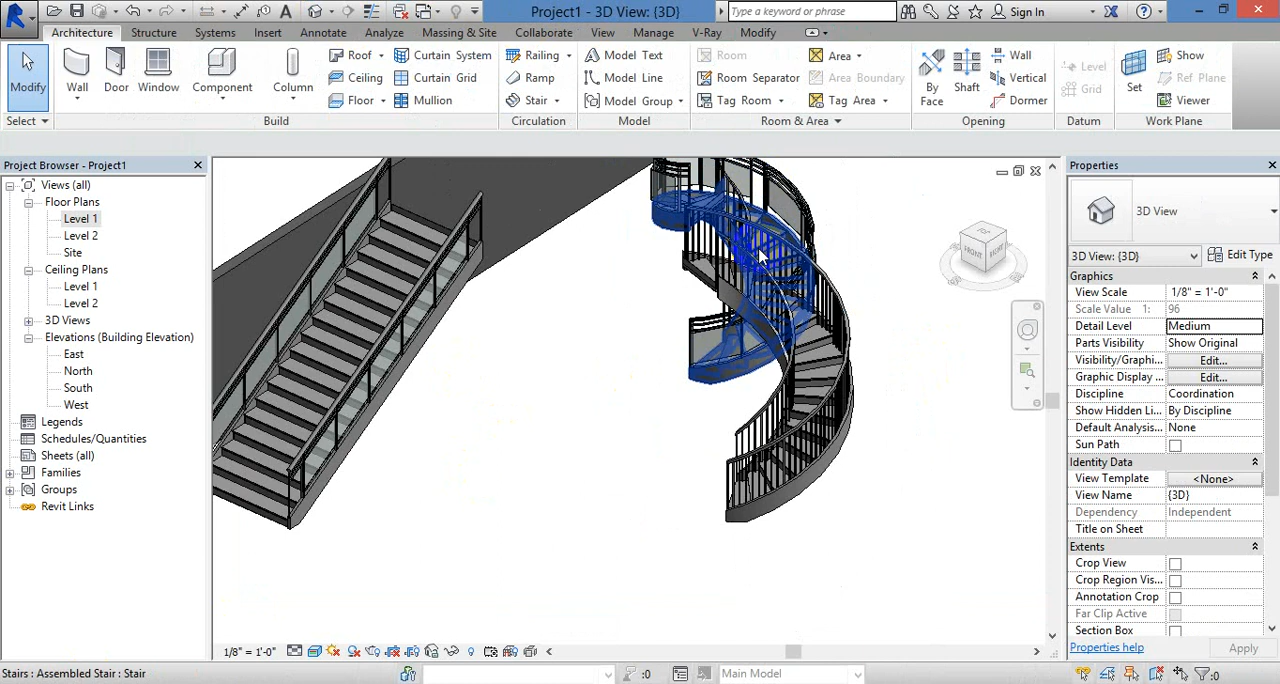 Project1 - 3D View: {3D}
Type a keyword or phrase
Sign In
Architecture
Structure
Systems
Insert
Annotate
Analyze
Massing & Site
Collaborate
View
Manage
V-Ray
Modify
Modify
Wall
Door
Window
Component
Column
Roof
Ceiling
Floor
Curtain System
Curtain Grid
Mullion
Railing
Ramp
Stair
Model Text
Model Line
Model Group
Room
Room Separator
Tag Room
Area
Area Boundary
Tag Area
By
Face
Shaft
Wall
Vertical
Dormer
Level
Grid
Set
Show
Ref Plane
Viewer
Select
Build
Circulation
Model
Room & Area
Opening
Datum
Work Plane
Project Browser - Project1
Views (all)
Floor Plans
Level 1
Level 2
Site
Ceiling Plans
Level 1
Level 2
3D Views
Elevations (Building Elevation)
East
North
South
West
Legends
Schedules/Quantities
Sheets (all)
Families
Groups
Revit Links
TOP
FRONT
RIGHT
Properties
3D View
3D View: {3D}
Edit Type
Graphics
View Scale 1/8" = 1'-0"
Scale Value 1: 96
Detail Level Medium
Parts Visibility Show Original
Visibility/Graphi... Edit...
Graphic Display ... Edit...
Discipline Coordination
Show Hidden Li... By Discipline
Default Analysis... None
Sun Path
Identity Data
View Template <None>
View Name {3D}
Dependency Independent
Title on Sheet
Extents
Crop View
Crop Region Vis...
Annotation Crop
Far Clip Active
Section Box
Properties help
Apply
1/8" = 1'-0"
Stairs : Assembled Stair : Stair
:0
Main Model
:0